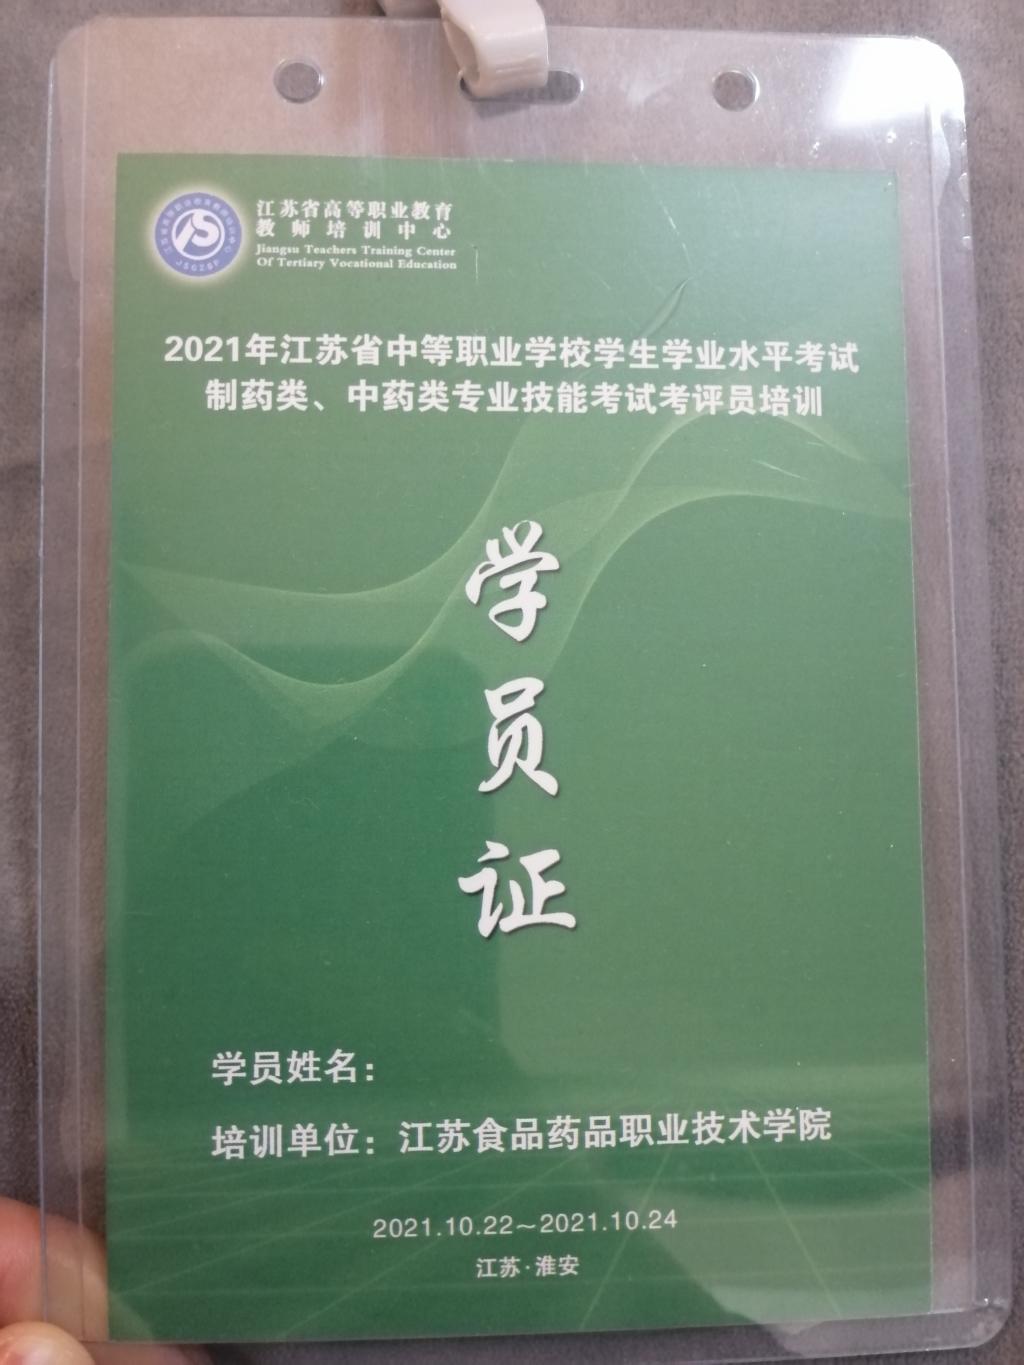 江苏省高等职业教育
教师培训中心
Jiangsu Teachers Training Center
Of Tertiary Vocational Education
JSGZSP
2021年江苏省中等职业学校学生学业水平考试
制药类、中药类专业技能考试考评员培训
学
员
证
学员姓名：
培训单位：江苏食品药品职业技术学院
2021.10.22～2021.10.24
江苏·淮安